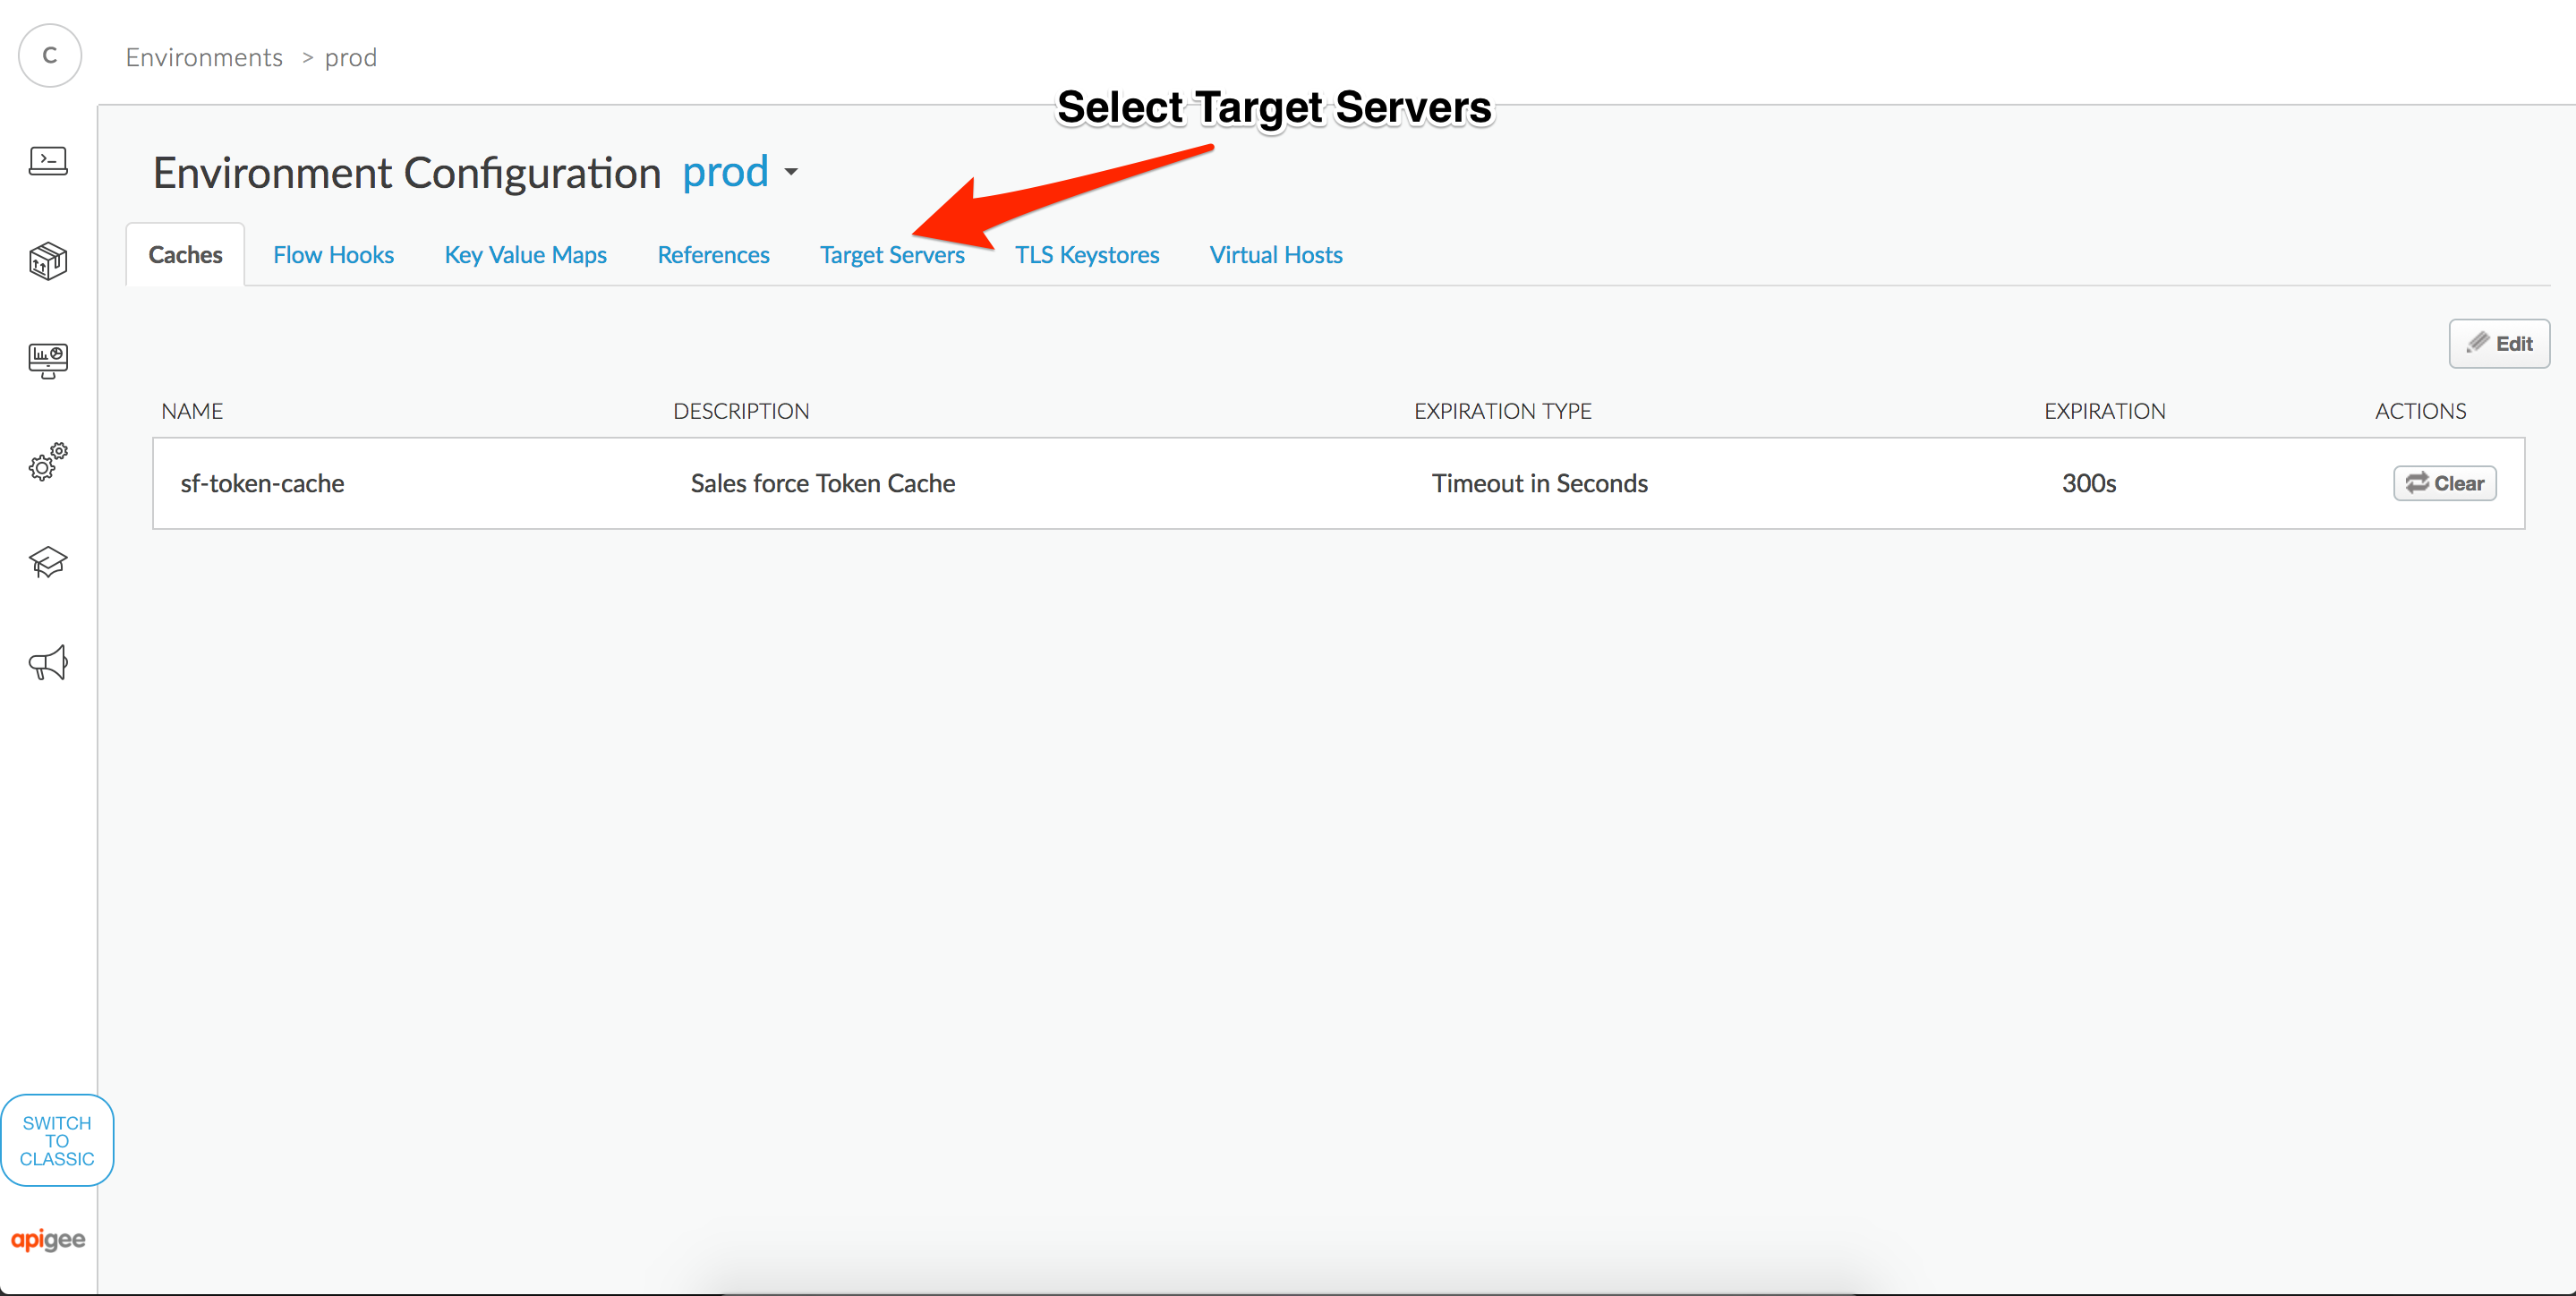 C
Environments > prod
Select Target Servers
Environment Configuration prod
Caches Flow Hooks Key Value Maps References Target Servers TLS Keystores Virtual Hosts
Edit
NAME DESCRIPTION EXPIRATION TYPE EXPIRATION ACTIONS
sf-token-cache Sales force Token Cache Timeout in Seconds 300s Clear
SWITCH
TO
CLASSIC
apigee